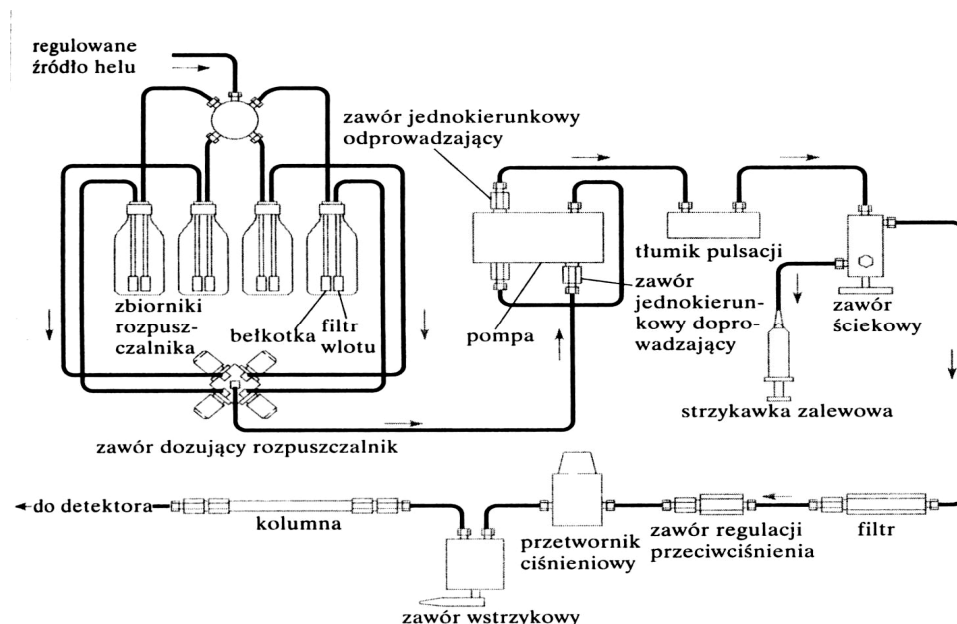 regulowane
źródło helu
zawór jednokierunkowy
odprowadzający
tłumik pulsacji
zbiorniki
rozpusz-
czalnika
bełkotka
filtr
wlotu
pompa
zawór
jednokierun-
kowy dopro-
wadzający
zawór
ściekowy
strzykawka zalewowa
zawór dozujący rozpuszczalnik
do detektora
kolumna
przetwornik
ciśnieniowy
zawór regulacji
przeciwciśnienia
filtr
zawór wstrzykowy